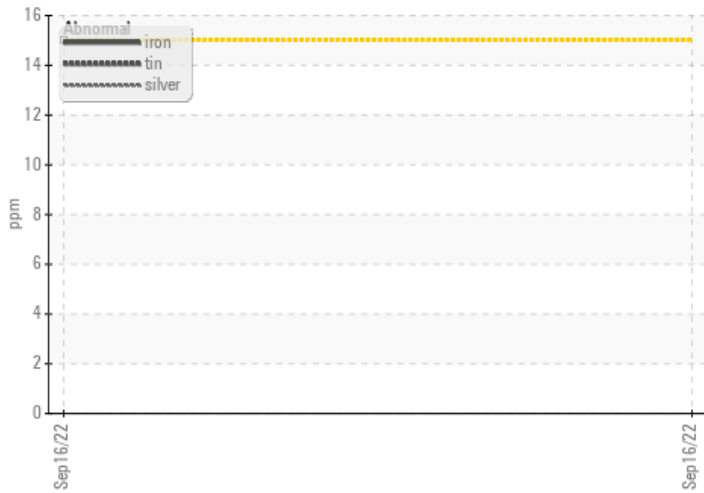 16
Abnormal
iron
14
tin
silver
12
10
ppm
8
6
4
2
0
Sep16/22
Sep16/22